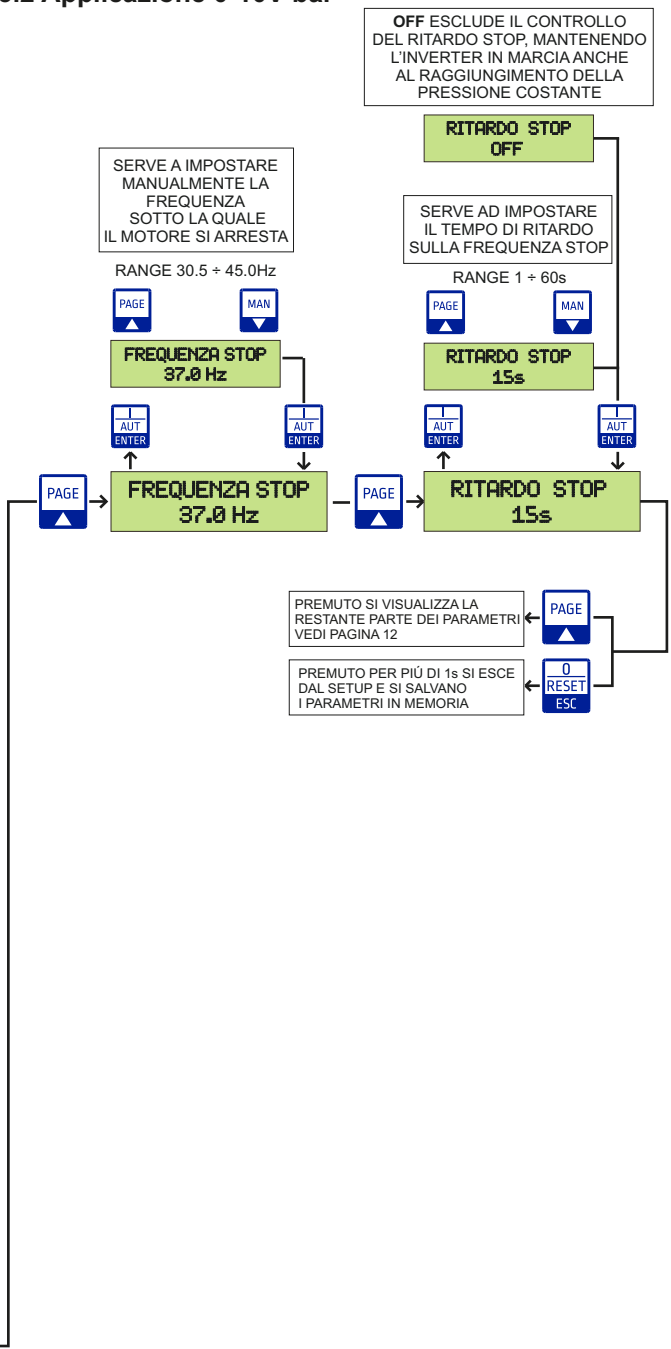 Applicazione 0-10V bar
OFF ESCLUDE IL CONTROLLO
DEL RITARDO STOP, MANTENENDO
L'INVERTER IN MARCIA ANCHE
AL RAGGIUNGIMENTO DELLA
PRESSIONE COSTANTE
RITARDO STOP
OFF
SERVE A IMPOSTARE
MANUALMENTE LA
FREQUENZA
SOTTO LA QUALE
IL MOTORE SI ARRESTA
RANGE 30.5 ÷ 45.0Hz
PAGE
MAN
FREQUENZA STOP
37.0 Hz
I
AUT
ENTER
I
AUT
ENTER
SERVE AD IMPOSTARE
IL TEMPO DI RITARDO
SULLA FREQUENZA STOP
RANGE 1 ÷ 60s
PAGE
MAN
RITARDO STOP
15s
I
AUT
ENTER
I
AUT
ENTER
PAGE
FREQUENZA STOP
37.0 Hz
PAGE
RITARDO STOP
15s
PREMUTO SI VISUALIZZA LA
RESTANTE PARTE DEI PARAMETRI
VEDI PAGINA 12
PAGE
PREMUTO PER PIÚ DI 1s SI ESCE
DAL SETUP E SI SALVANO
I PARAMETRI IN MEMORIA
0
RESET
ESC